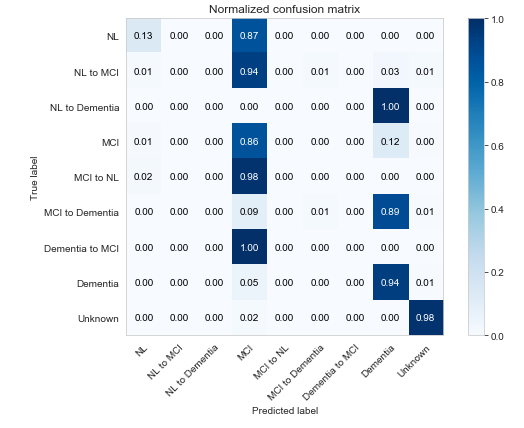 Normalized confusion matrix
True label
NL 0.13 0.00 0.00 0.87 0.00 0.00 0.00 0.00 0.00
NL to MCI 0.01 0.00 0.00 0.94 0.00 0.01 0.00 0.03 0.01
NL to Dementia 0.00 0.00 0.00 0.00 0.00 0.00 0.00 1.00 0.00
MCI 0.01 0.00 0.00 0.86 0.00 0.00 0.00 0.12 0.00
MCI to NL 0.02 0.00 0.00 0.98 0.00 0.00 0.00 0.00 0.00
MCI to Dementia 0.00 0.00 0.00 0.09 0.00 0.01 0.00 0.89 0.01
Dementia to MCI 0.00 0.00 0.00 1.00 0.00 0.00 0.00 0.00 0.00
Dementia 0.00 0.00 0.00 0.05 0.00 0.00 0.00 0.94 0.01
Unknown 0.00 0.00 0.00 0.02 0.00 0.00 0.00 0.00 0.98
NL
NL to MCI
NL to Dementia
MCI
MCI to NL
MCI to Dementia
Dementia to MCI
Dementia
Unknown
Predicted label
1.0
0.8
0.6
0.4
0.2
0.0